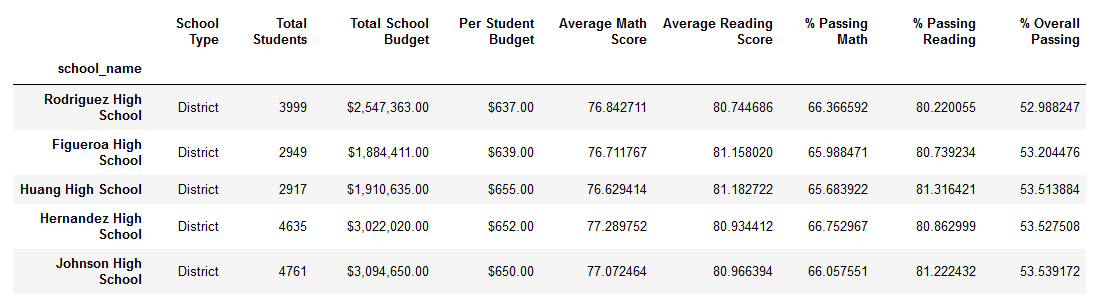 School Type Total Students Total School Budget Per Student Budget Average Math Score Average Reading Score % Passing Math % Passing Reading % Overall Passing
school_name
Rodriguez High School District 3999 $2,547,363.00 $637.00 76.842711 80.744686 66.366592 80.220055 52.988247
Figueroa High School District 2949 $1,884,411.00 $639.00 76.711767 81.158020 65.988471 80.739234 53.204476
Huang High School District 2917 $1,910,635.00 $655.00 76.629414 81.182722 65.683922 81.316421 53.513884
Hernandez High School District 4635 $3,022,020.00 $652.00 77.289752 80.934412 66.752967 80.862999 53.527508
Johnson High School District 4761 $3,094,650.00 $650.00 77.072464 80.966394 66.057551 81.222432 53.539172